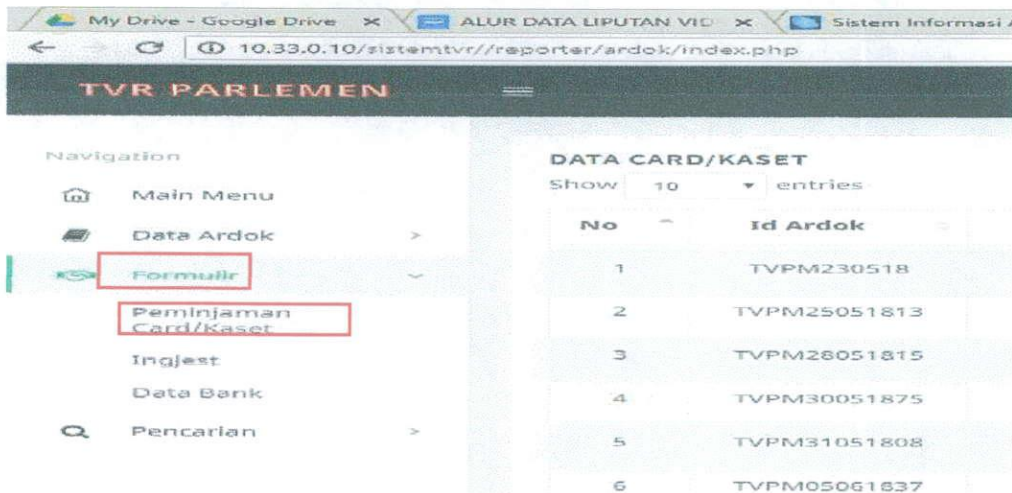 My Drive - Google Drive
ALUR DATA LIPUTAN VID
Sistem Informasi A
10.33.0.10/sistemtvr//reporter/ardok/index.php
TVR PARLEMEN
Navigation
Main Menu
Data Ardok
Formulir
Peminjaman
Card/Kaset
Ingjest
Data Bank
Pencarian
DATA CARD/KASET
Show 10 entries
No Id Ardok
1 TVPM230518
2 TVPM25051813
3 TVPM28051815
4 TVPM30051875
5 TVPM31051808
6 TVPM05061837